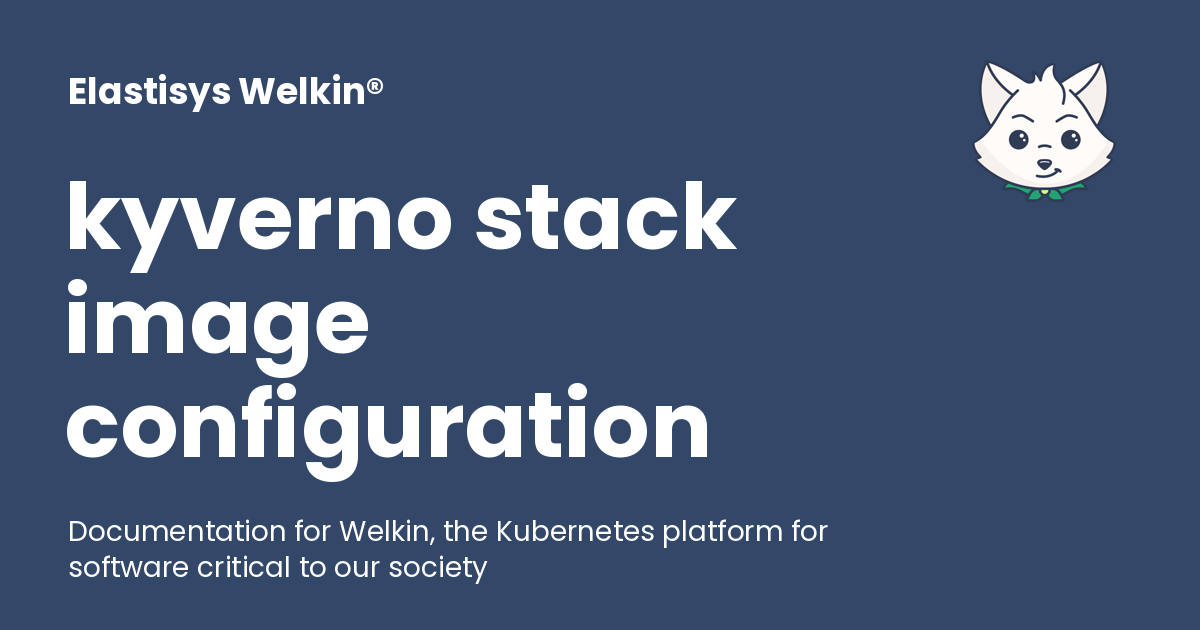 Elastisys Welkin®
kyverno stack
image
configuration
Documentation for Welkin, the Kubernetes platform for
software critical to our society